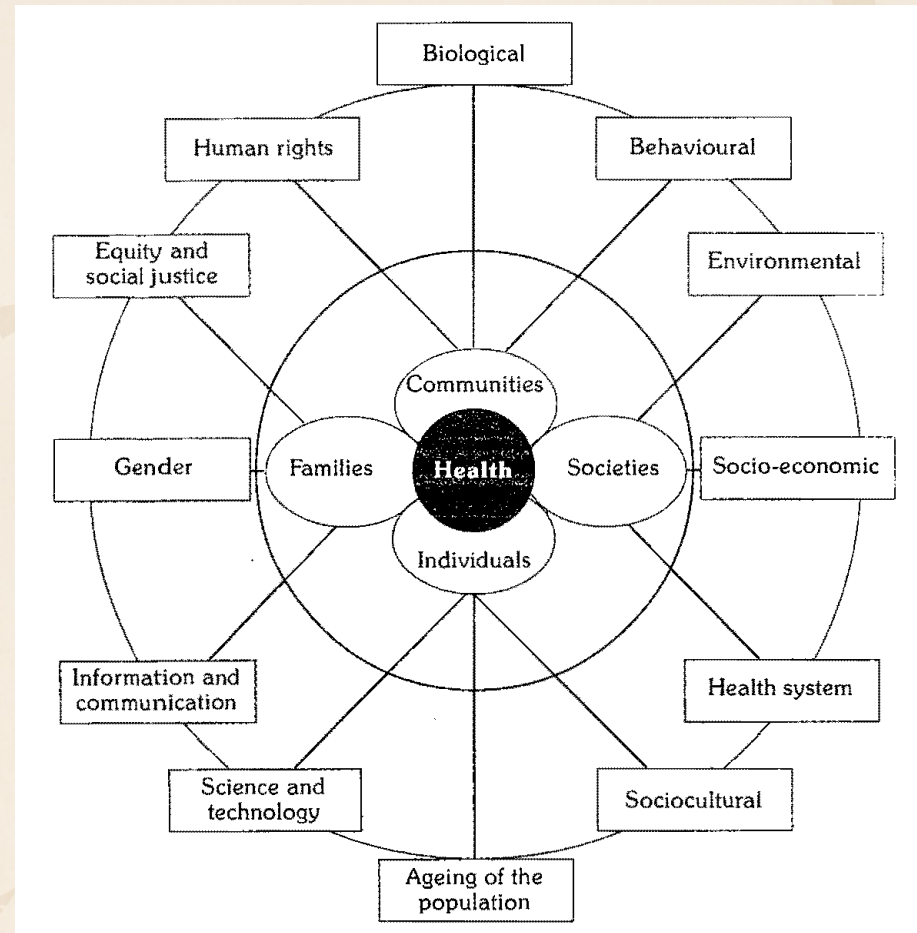 Biological
Human rights
Behavioural
Equity and
social justice
Environmental
Communities
Gender
Families
Health
Societies
Socio-economic
Individuals
Information and
communication
Health system
Science and
technology
Sociocultural
Ageing of the
population